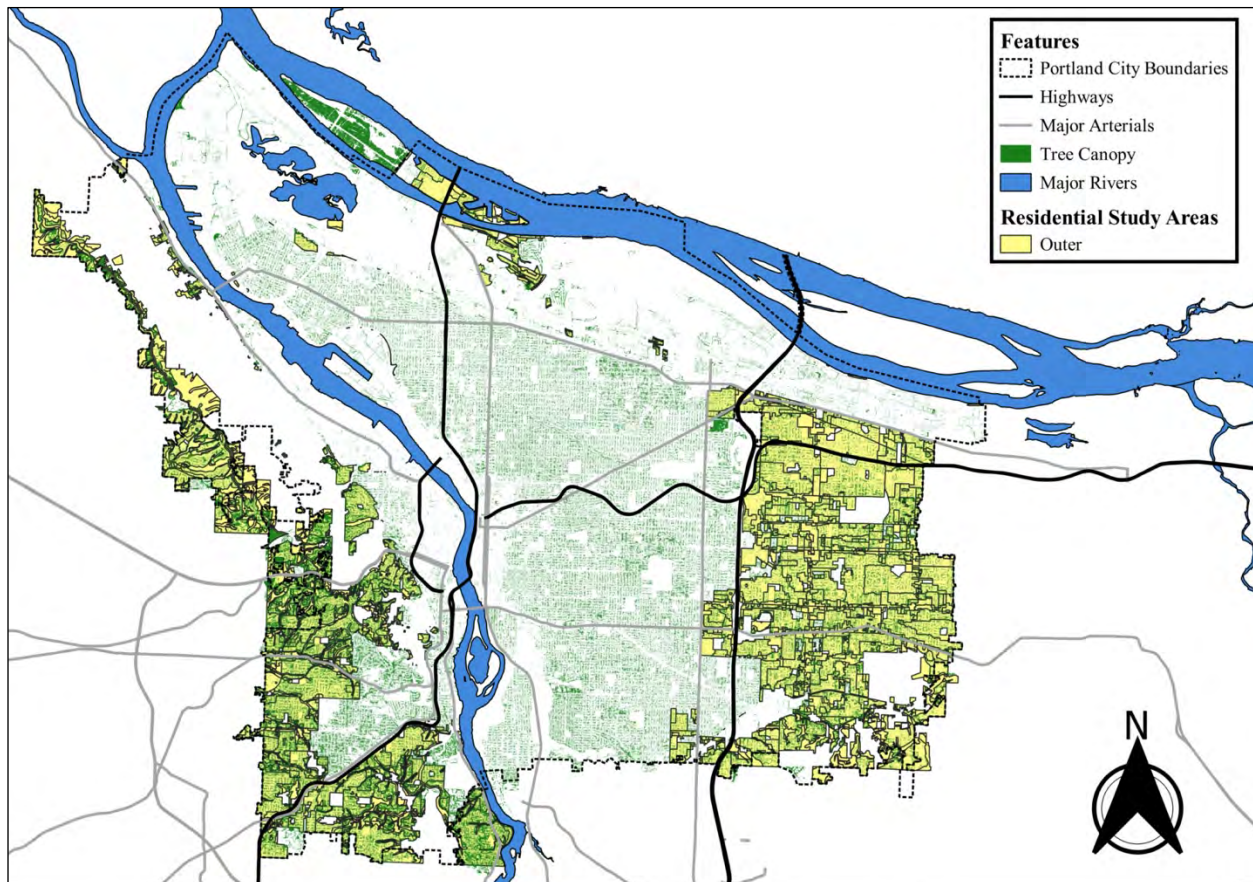 Features
Portland City Boundaries
Highways
Major Arterials
Tree Canopy
Major Rivers
Residential Study Areas
Outer
N